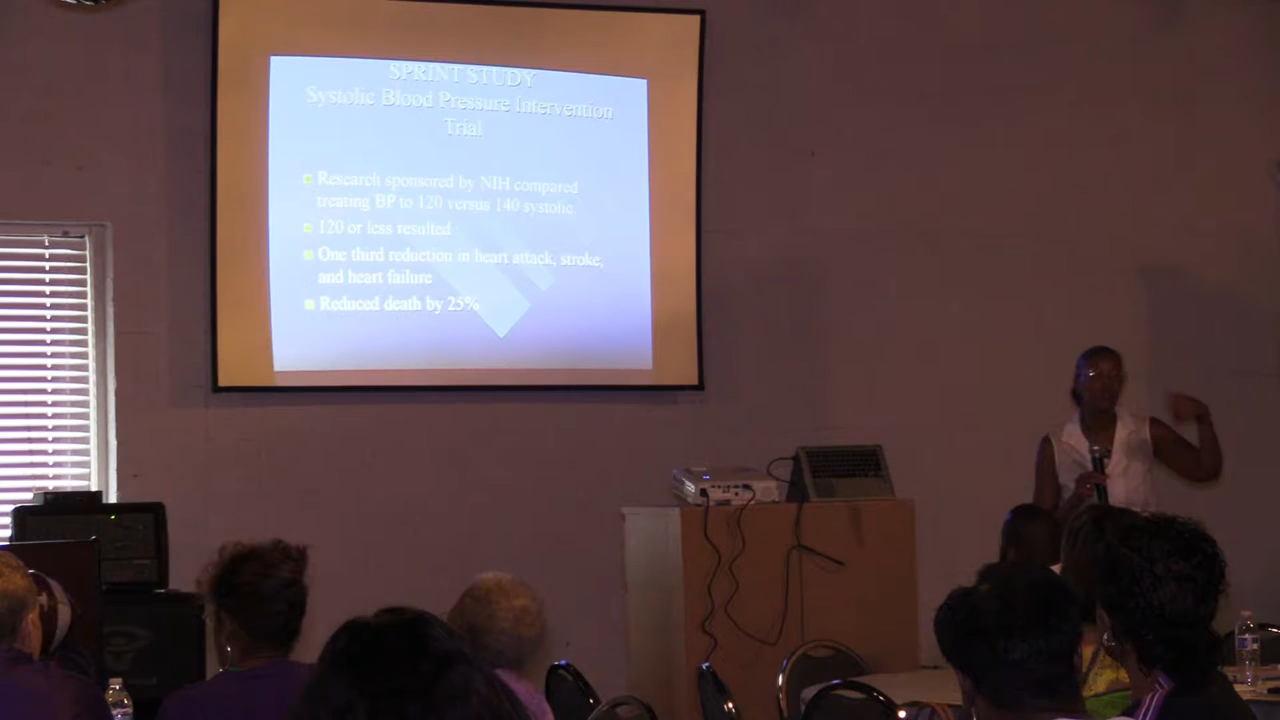 SPRINT STUDY
Systolic Blood Pressure Intervention
Trial
Research sponsored by NIH compared
treating BP to 120 versus 140 systolic.
120 or less resulted
One third reduction in heart attack, stroke,
and heart failure
Reduced death by 25%